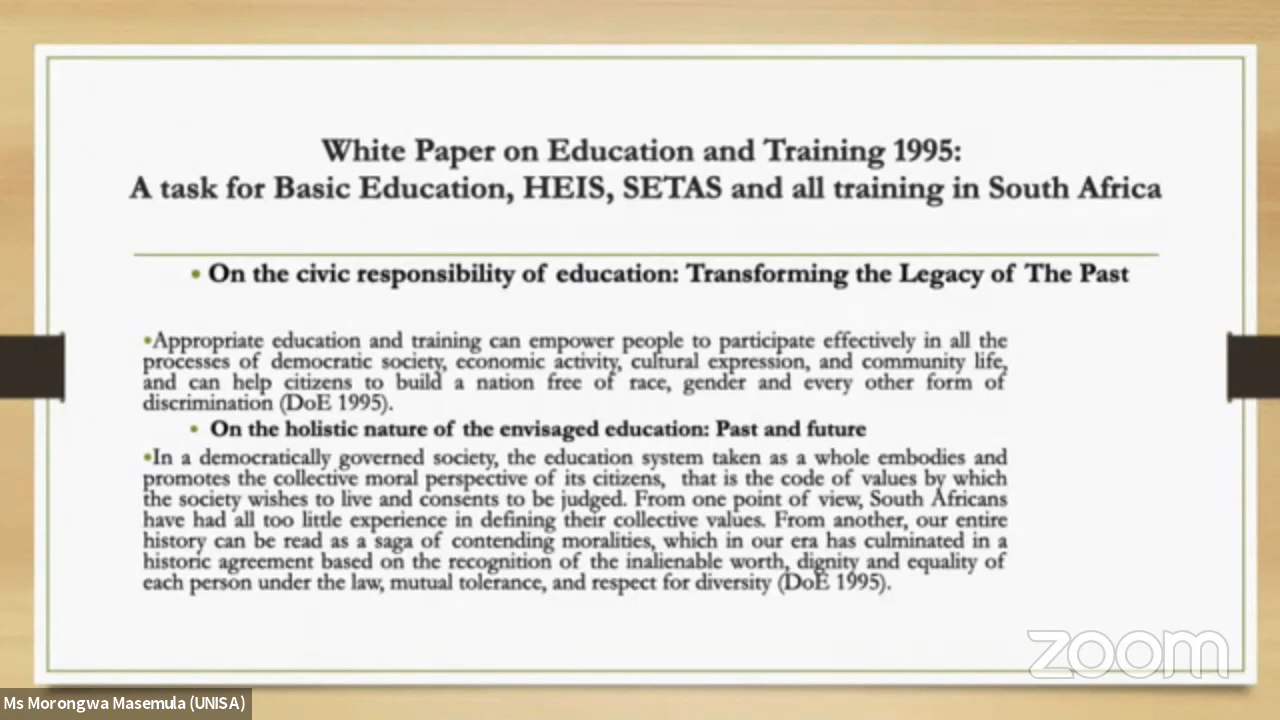 White Paper on Education and Training 1995:
A task for Basic Education, HEIS, SETAS and all training in South Africa
• On the civic responsibility of education: Transforming the Legacy of The Past
•Appropriate education and training can empower people to participate effectively in all the
processes of democratic society, economic activity, cultural expression, and community life,
and can help citizens to build a nation free of race, gender and every other form of
discrimination (DoE 1995).
• On the holistic nature of the envisaged education: Past and future
•In a democratically governed society, the education system taken as a whole embodies and
promotes the collective moral perspective of its citizens, that is the code of values by which
the society wishes to live and consents to be judged. From one point of view, South Africans
have had all too little experience in defining their collective values. From another, our entire
history can be read as a saga of contending moralities, which in our era has culminated in a
historic agreement based on the recognition of the inalienable worth, dignity and equality of
each person under the law, mutual tolerance, and respect for diversity (DoE 1995).
zoom
Ms Morongwa Masemula (UNISA)